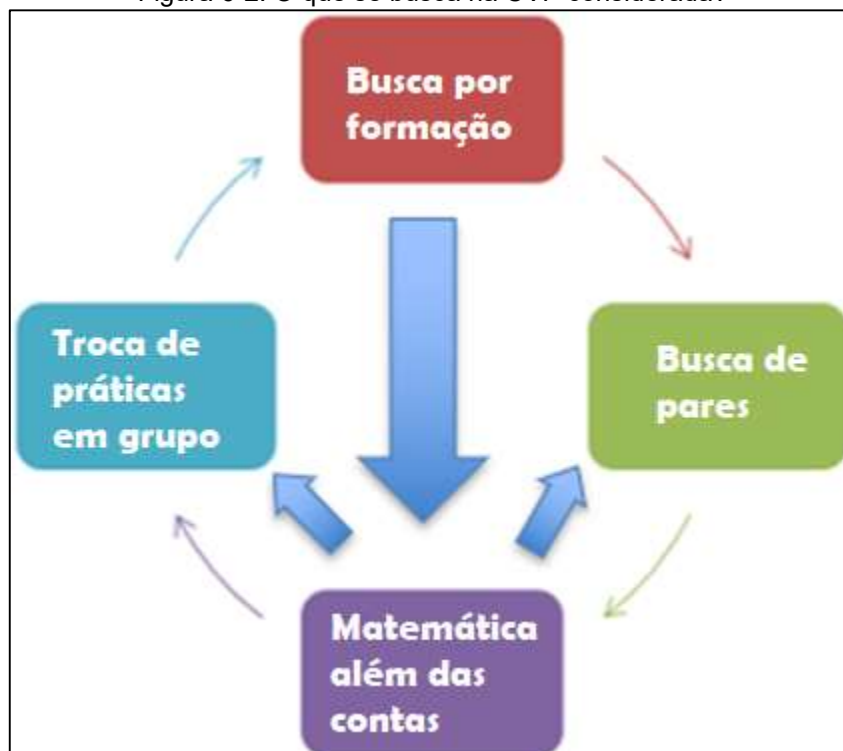 Busca por
formação
Troca de
práticas
em grupo
Busca de
pares
Matemática
além das
contas